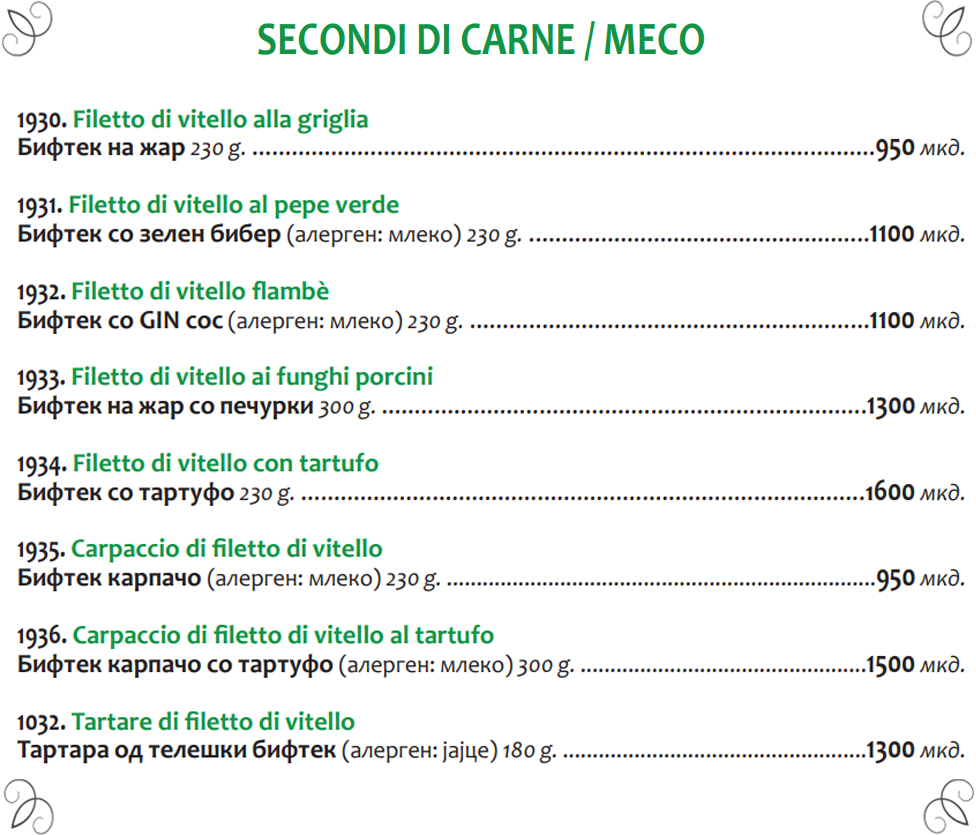 SECONDI DI CARNE / МЕСО
1930. Filetto di vitello alla griglia
Бифтек на жар 230 g. ..........950 мкд.
1931. Filetto di vitello al pepe verde
Бифтек со зелен бибер (алерген: млеко) 230 g. ..........1100 мкд.
1932. Filetto di vitello flambè
Бифтек со GIN сос (алерген: млеко) 230 g. ..........1100 мкд.
1933. Filetto di vitello ai funghi porcini
Бифтек на жар со печурки 300 g. ..........1300 мкд.
1934. Filetto di vitello con tartufo
Бифтек со тартуфо 230 g. ..........1600 мкд.
1935. Carpaccio di filetto di vitello
Бифтек карпачо (алерген: млеко) 230 g. ..........950 мкд.
1936. Carpaccio di filetto di vitello al tartufo
Бифтек карпачо со тартуфо (алерген: млеко) 300 g. ..........1500 мкд.
1032. Tartare di filetto di vitello
Тартара од телешки бифтек (алерген: јајце) 180 g. ..........1300 мкд.